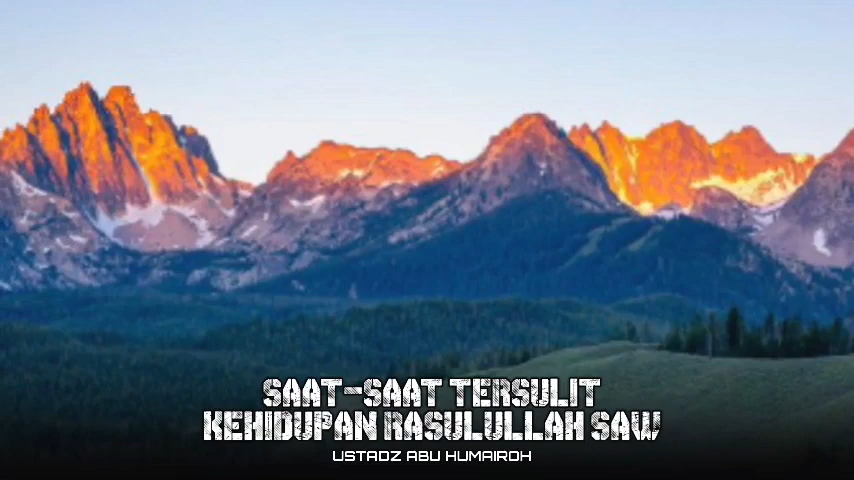 SAAT-SAAT TERSULIT
KEHIDUPAN RASULULLAH SAW
USTADZ ABU HUMAIROH